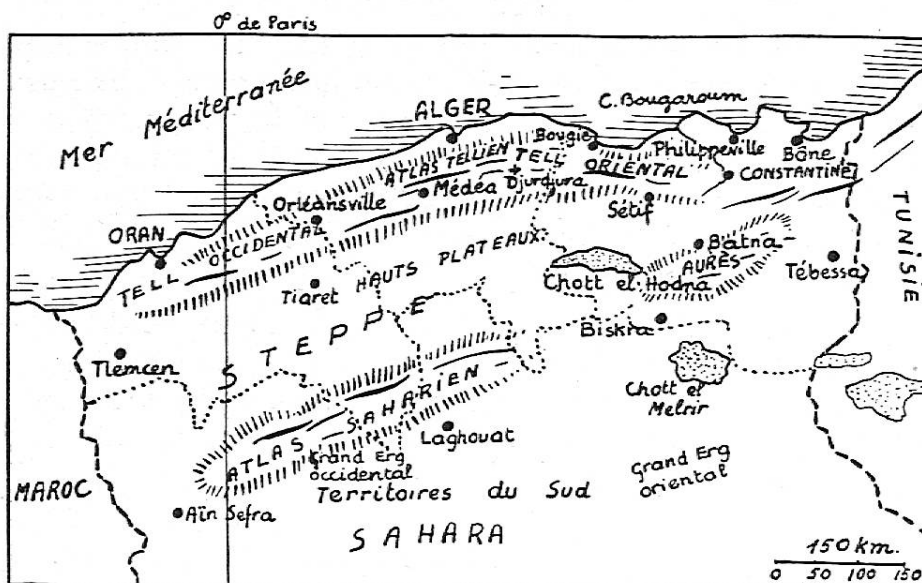 0° de Paris
Mer Méditerranée
ALGER
C. Bougaroum
Bougie
Philippeville
Bône
CONSTANTINE
ATLAS TELLIEN
TELL
ORIENTAL
Médéa
Djurdjura
Sétif
Orléansville
ORAN
TELL
OCCIDENTAL
HAUTS PLATEAUX
Tiaret
Chott el-Hodna
Batna
AURÈS
Tébessa
TUNISIE
Biskra
STEPPE
Tlemcen
Chott el
Melrir
ATLAS SAHARIEN
Laghouat
Grand Erg
occidental
Grand Erg
oriental
Territoires du Sud
MAROC
Aïn Sefra
SAHARA
150 km.
0 50 100 150